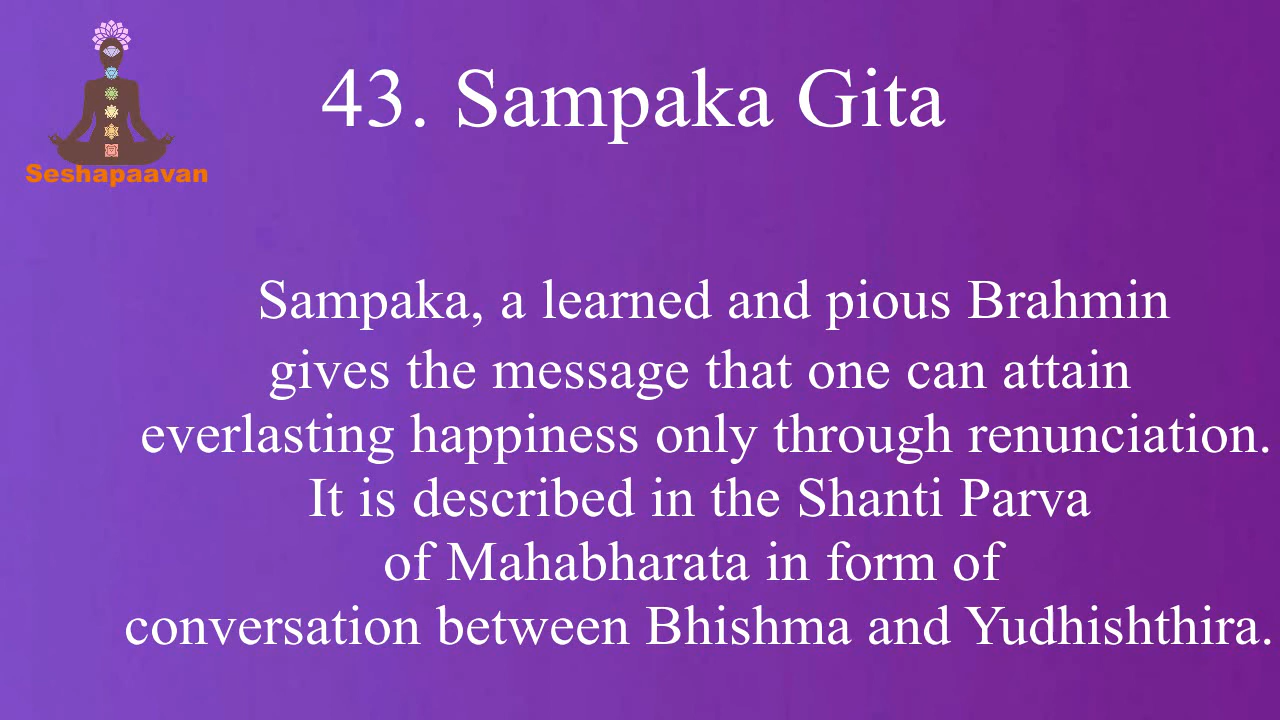 43. Sampaka Gita
Seshapaavan
Sampaka, a learned and pious Brahmin
gives the message that one can attain
everlasting happiness only through renunciation.
It is described in the Shanti Parva
of Mahabharata in form of
conversation between Bhishma and Yudhishthira.